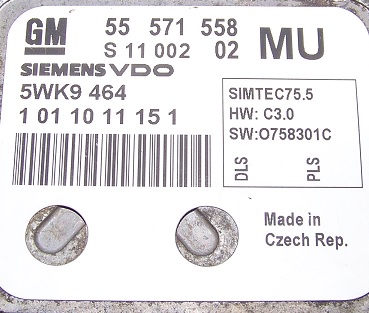 GM 55 571 558 MU
S 11 002 02
SIEMENS VDO
5WK9 464
1 01 10 11 15 1
SIMTEC75.5
HW: C3.0
SW:O758301C
DLS PLS
Made in
Czech Rep.